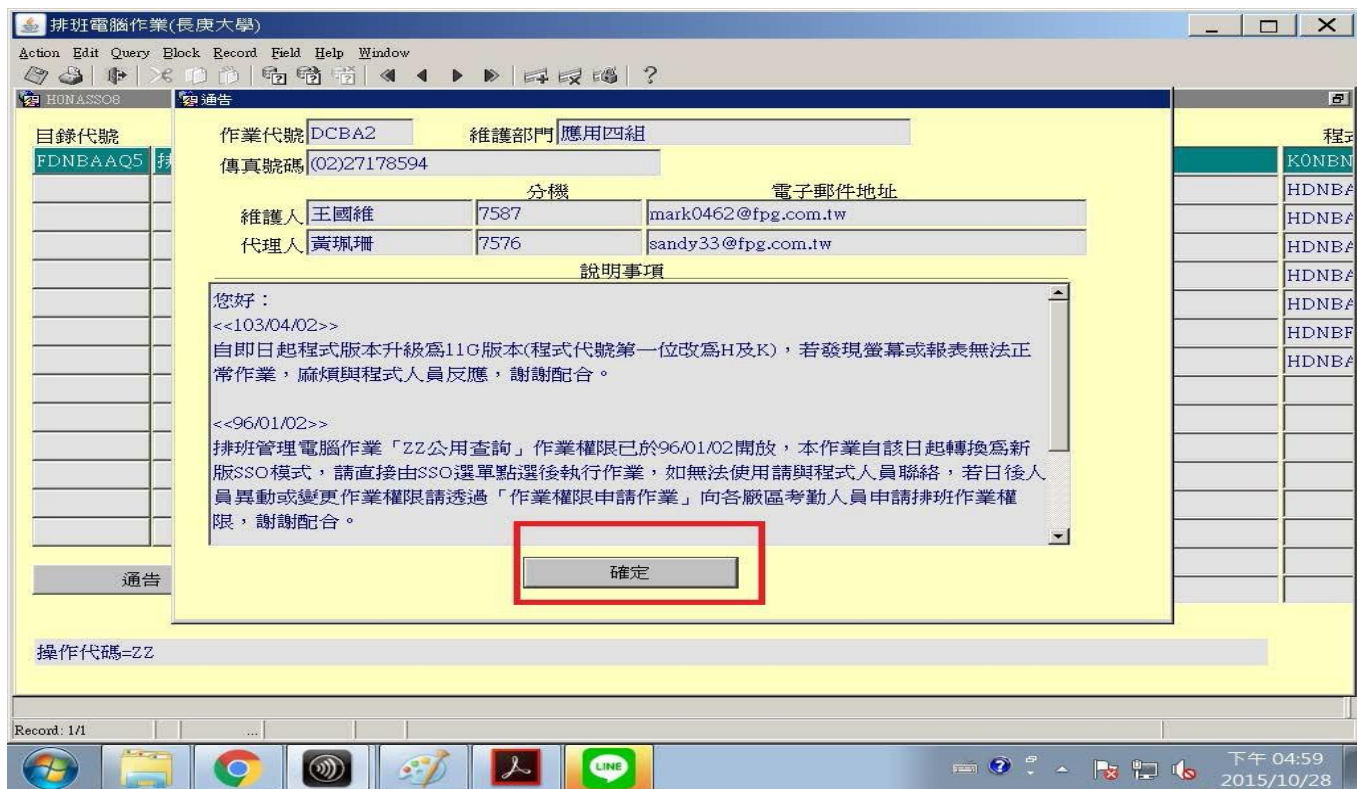 排班電腦作業(長庚大學)
Action Edit Query Block Record Field Help Window
H0NASSO8
通告
目錄代號
作業代號 DCBA2 維護部門 應用四組
FDNBAAQ5
K0NBN
傳真號碼 (02)27178594
分機 電子郵件地址
維護人 王國維 7587 mark0462@fpg.com.tw
代理人 黃珮珊 7576 sandy33@fpg.com.tw
說明事項
您好：
<<103/04/02>>
自即日起程式版本升級為11G版本(程式代號第一位改為H及K)，若發現螢幕或報表無法正
常作業，麻煩與程式人員反應，謝謝配合。
<<96/01/02>>
排班管理電腦作業「ZZ公用查詢」作業權限已於96/01/02開放，本作業自該日起轉換為新
版SSO模式，請直接由SSO選單點選後執行作業，如無法使用請與程式人員聯絡，若日後人
員異動或變更作業權限請透過「作業權限申請作業」向各廠區考勤人員申請排班作業權
限，謝謝配合。
確定
HDNBA
HDNBA
HDNBA
HDNBA
HDNBA
HDNBF
HDNBA
通告
操作代碼=ZZ
Record: 1/1
...
LINE
下午 04:59
2015/10/28